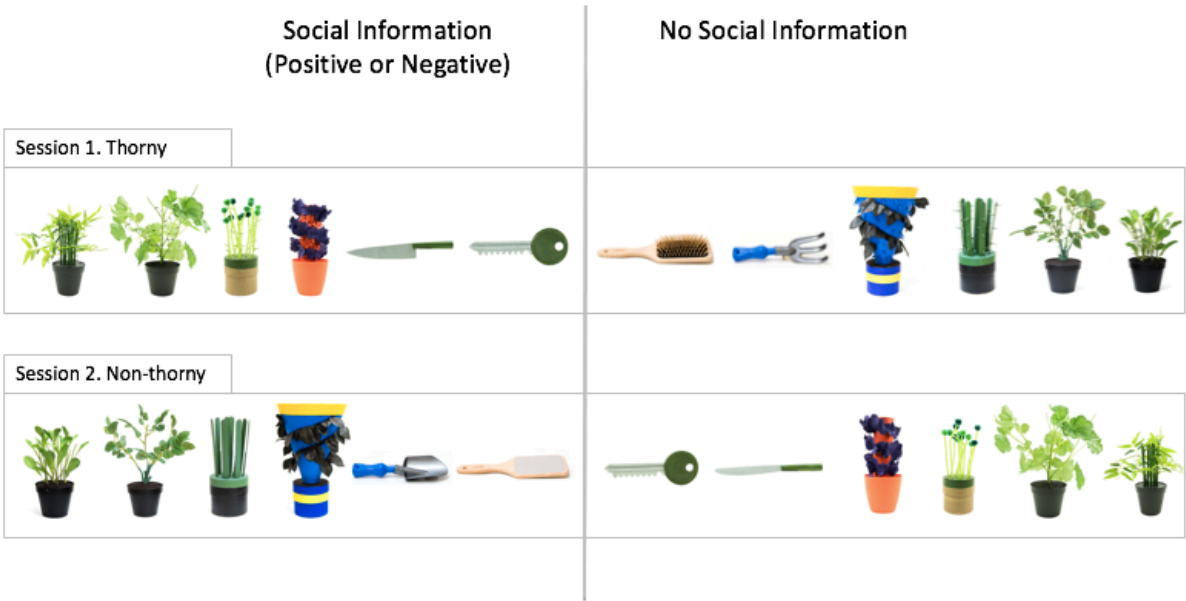 Social Information
(Positive or Negative)
No Social Information
Session 1. Thorny
Session 2. Non-thorny